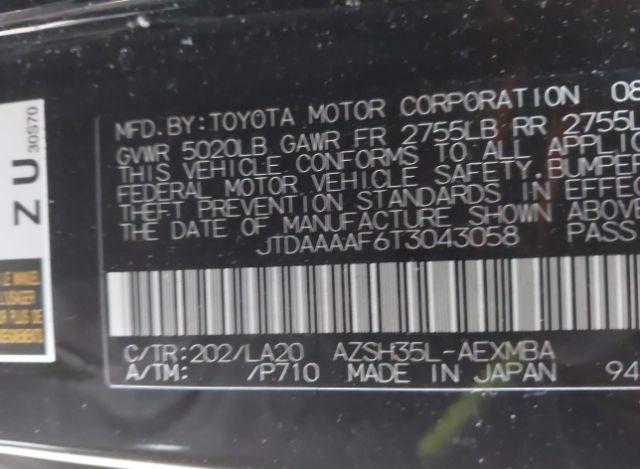 MFD.BY:TOYOTA MOTOR CORPORATION 08
GVWR 5020LB GAWR FR 2755LB RR 2755L
THIS VEHICLE CONFORMS TO ALL APPLIC
FEDERAL MOTOR VEHICLE SAFETY,BUMPER
THEFT PREVENTION STANDARDS IN EFFEC
THE DATE OF MANUFACTURE SHOWN ABOVE
JTDAAAAF6T3043058 PASS
C/TR:202/LA20 AZSH35L-AEXMBA
A/TM: /P710 MADE IN JAPAN 94
ZU
30S70